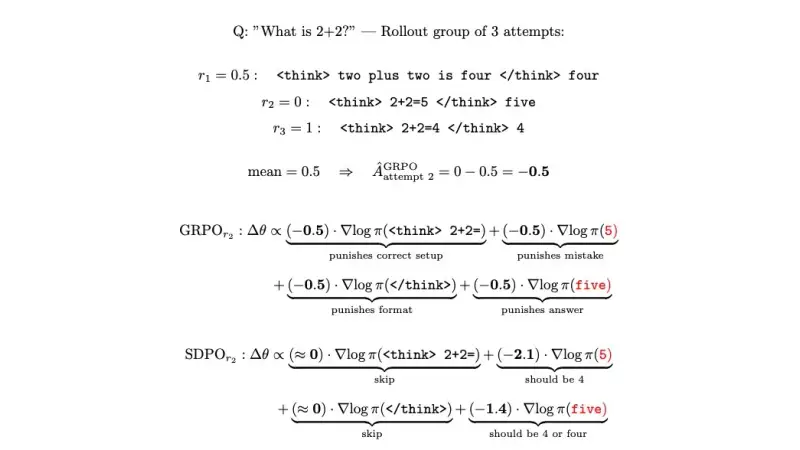 Q: "What is 2+2?" — Rollout group of 3 attempts:
r₁ = 0.5 : <think> two plus two is four </think> four
r₂ = 0 : <think> 2+2=5 </think> five
r₃ = 1 : <think> 2+2=4 </think> 4
mean = 0.5 ⇒ Â^GRPO_attempt 2 = 0 − 0.5 = −0.5
GRPO_r₂ : Δθ ∝ (−0.5) · ∇log π(<think> 2+2=) + (−0.5) · ∇log π(5)
punishes correct setup punishes mistake
+ (−0.5) · ∇log π(</think>) + (−0.5) · ∇log π(five)
punishes format punishes answer
SDPO_r₂ : Δθ ∝ (≈ 0) · ∇log π(<think> 2+2=) + (−2.1) · ∇log π(5)
skip should be 4
+ (≈ 0) · ∇log π(</think>) + (−1.4) · ∇log π(five)
skip should be 4 or four